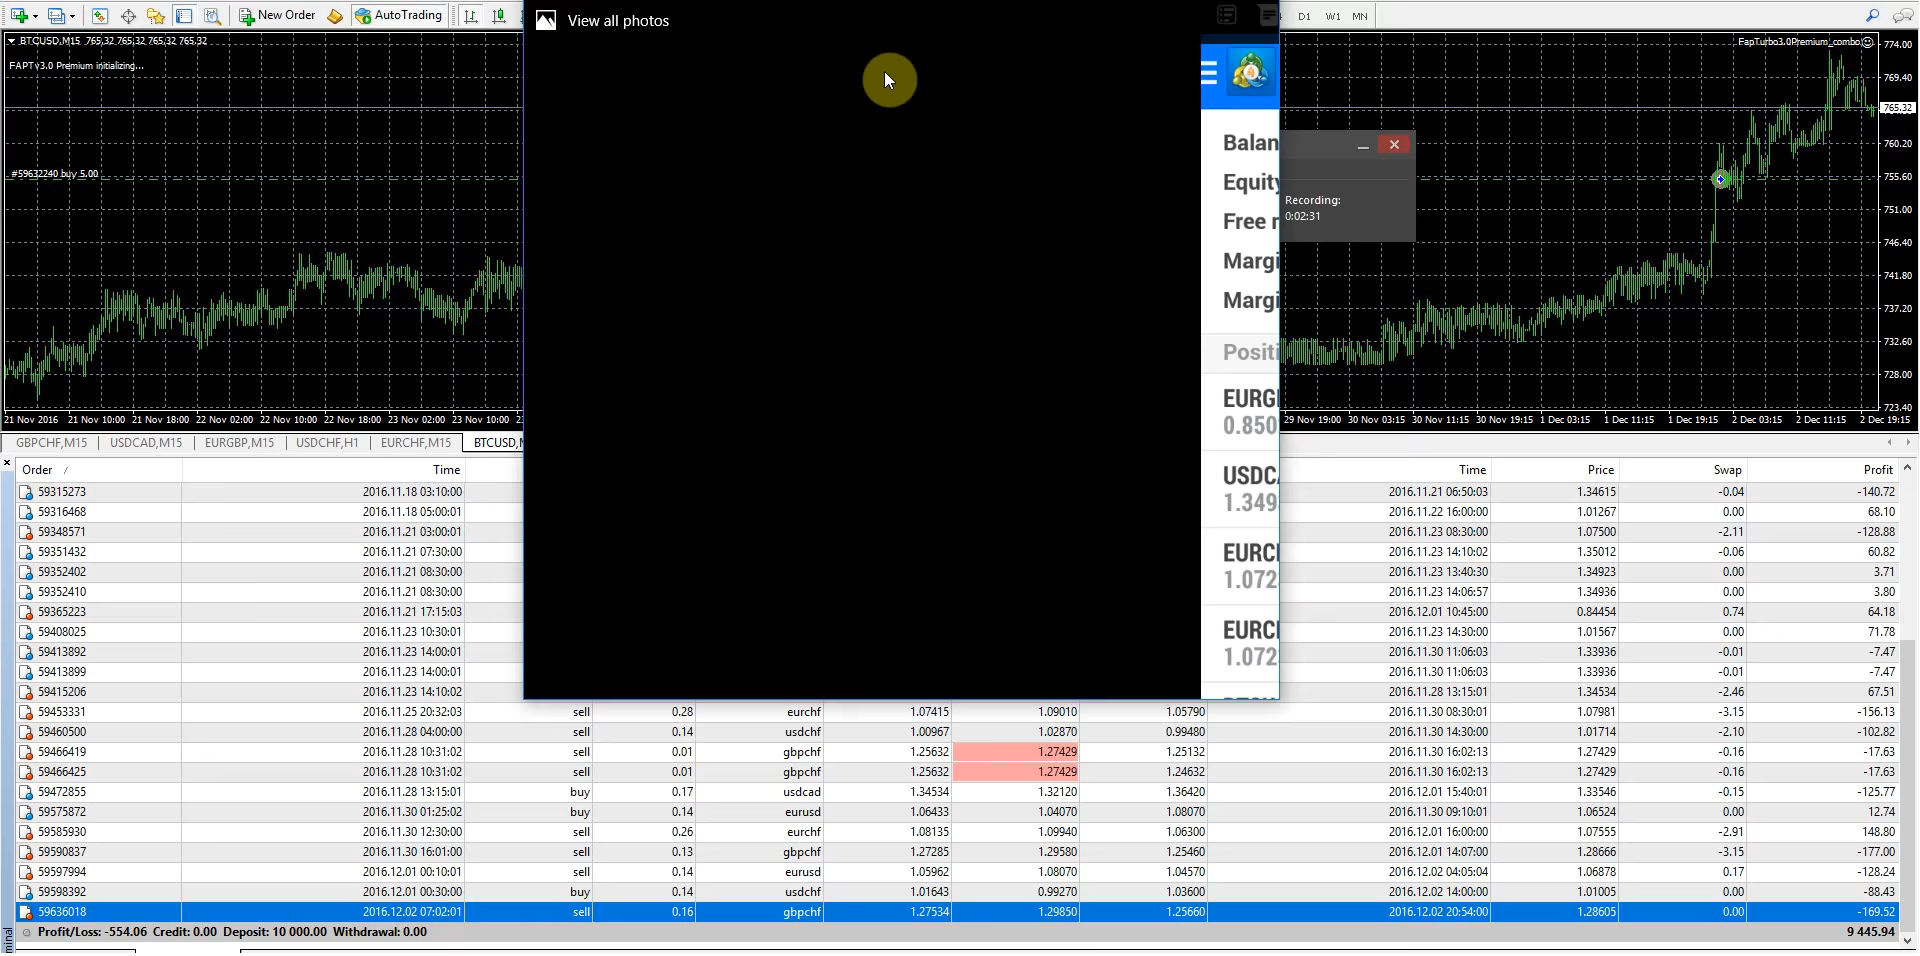 New Order AutoTrading
View all photos
D1 W1 MN
BTCUSD,M15 765.32 765.32 765.32 765.32
FAPTv3.0 Premium initializing...
#59632240 buy 5.00
FapTurbo3.0Premium_combo
774.00
769.40
765.32
760.20
755.60
751.00
746.40
741.80
737.20
732.60
728.00
723.40
Balan
Equity
Free
Margi
Margi
Positi
EURG
0.850
USDC
1.349
EURC
1.072
EURC
1.072
Recording:
0:02:31
21 Nov 2016 21 Nov 10:00 21 Nov 18:00 22 Nov 02:00 22 Nov 10:00 22 Nov 18:00 23 Nov 02:00 23 Nov 10:00
29 Nov 19:00 30 Nov 03:15 30 Nov 11:15 30 Nov 19:15 1 Dec 03:15 1 Dec 11:15 1 Dec 19:15 2 Dec 03:15 2 Dec 11:15 2 Dec 19:15
GBPCHF,M15 USDCAD,M15 EURGBP,M15 USDCHF,H1 EURCHF,M15 BTCUSD,M
Order / Time Time Price Swap Profit
59315273 2016.11.18 03:10:00 2016.11.21 06:50:03 1.34615 -0.04 -140.72
59316468 2016.11.18 05:00:01 2016.11.22 16:00:00 1.01267 0.00 68.10
59348571 2016.11.21 03:00:01 2016.11.23 08:30:00 1.07500 -2.11 -128.88
59351432 2016.11.21 07:30:00 2016.11.23 14:10:02 1.35012 -0.06 60.82
59352402 2016.11.21 08:30:00 2016.11.23 13:40:30 1.34923 0.00 3.71
59352410 2016.11.21 08:30:00 2016.11.23 14:06:57 1.34936 0.00 3.80
59365223 2016.11.21 17:15:03 2016.12.01 10:45:00 0.84454 0.74 64.18
59408025 2016.11.23 10:30:01 2016.11.23 14:30:00 1.01567 0.00 71.78
59413892 2016.11.23 14:00:01 2016.11.30 11:06:03 1.33936 -0.01 -7.47
59413899 2016.11.23 14:00:01 2016.11.30 11:06:03 1.33936 -0.01 -7.47
59415206 2016.11.23 14:10:02 2016.11.28 13:15:01 1.34534 -2.46 67.51
59453331 2016.11.25 20:32:03 sell 0.28 eurchf 1.07415 1.09010 1.05790 2016.11.30 08:30:01 1.07981 -3.15 -156.13
59460500 2016.11.28 04:00:00 sell 0.14 usdchf 1.00967 1.02870 0.99480 2016.11.30 14:30:00 1.01714 -2.10 -102.82
59466419 2016.11.28 10:31:02 sell 0.01 gbpchf 1.25632 1.27429 1.25132 2016.11.30 16:02:13 1.27429 -0.16 -17.63
59466425 2016.11.28 10:31:02 sell 0.01 gbpchf 1.25632 1.27429 1.24632 2016.11.30 16:02:13 1.27429 -0.16 -17.63
59472855 2016.11.28 13:15:01 buy 0.17 usdcad 1.34534 1.32120 1.36420 2016.12.01 15:40:01 1.33546 -0.15 -125.77
59575872 2016.11.30 01:25:02 buy 0.14 eurusd 1.06433 1.04070 1.08070 2016.11.30 09:10:01 1.06524 0.00 12.74
59585930 2016.11.30 12:30:00 sell 0.26 eurchf 1.08135 1.09940 1.06300 2016.12.01 16:00:00 1.07555 -2.91 148.80
59590837 2016.11.30 16:01:00 sell 0.13 gbpchf 1.27285 1.29580 1.25460 2016.12.01 14:07:00 1.28666 -3.15 -177.00
59597994 2016.12.01 00:10:01 sell 0.14 eurusd 1.05962 1.08070 1.04570 2016.12.02 04:05:04 1.06878 0.17 -128.24
59598392 2016.12.01 00:30:00 buy 0.14 usdchf 1.01643 0.99270 1.03600 2016.12.02 14:00:00 1.01005 0.00 -88.43
59636018 2016.12.02 07:02:01 sell 0.16 gbpchf 1.27534 1.29850 1.25660 2016.12.02 20:54:00 1.28605 0.00 -169.52
Profit/Loss: -554.06 Credit: 0.00 Deposit: 10 000.00 Withdrawal: 0.00 9 445.94